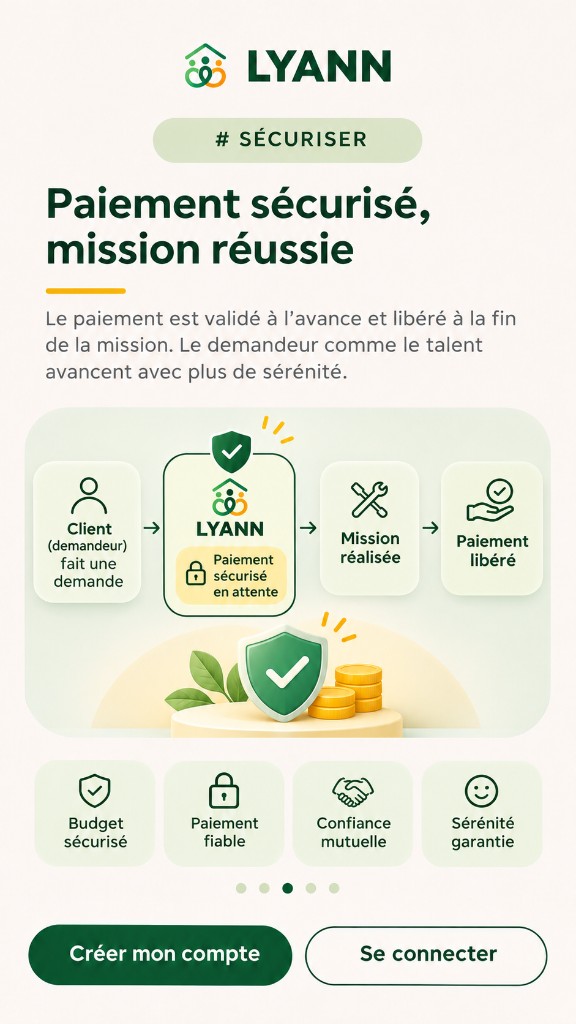 LYANN
# SÉCURISER
Paiement sécurisé,
mission réussie
Le paiement est validé à l’avance et libéré à la fin
de la mission. Le demandeur comme le talent
avancent avec plus de sérénité.
Client
(demandeur)
fait une
demande
LYANN
Paiement
sécurisé
en attente
Mission
réalisée
Paiement
libéré
Budget
sécurisé
Paiement
fiable
Confiance
mutuelle
Sérénité
garantie
Créer mon compte
Se connecter